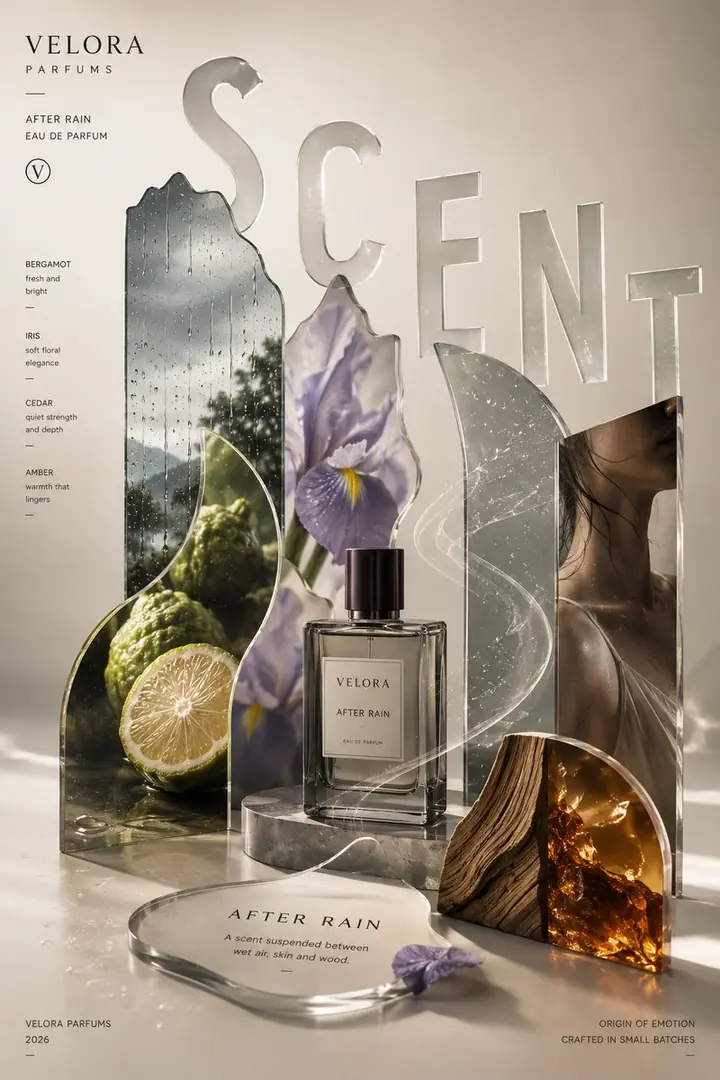 VELORA
PARFUMS
AFTER RAIN
EAU DE PARFUM
V
SCENT
BERGAMOT
fresh and
bright
IRIS
soft floral
elegance
CEDAR
quiet strength
and depth
AMBER
warmth that
lingers
VELORA
AFTER RAIN
EAU DE PARFUM
AFTER RAIN
A scent suspended between
wet air, skin and wood.
VELORA PARFUMS
2026
ORIGIN OF EMOTION
CRAFTED IN SMALL BATCHES